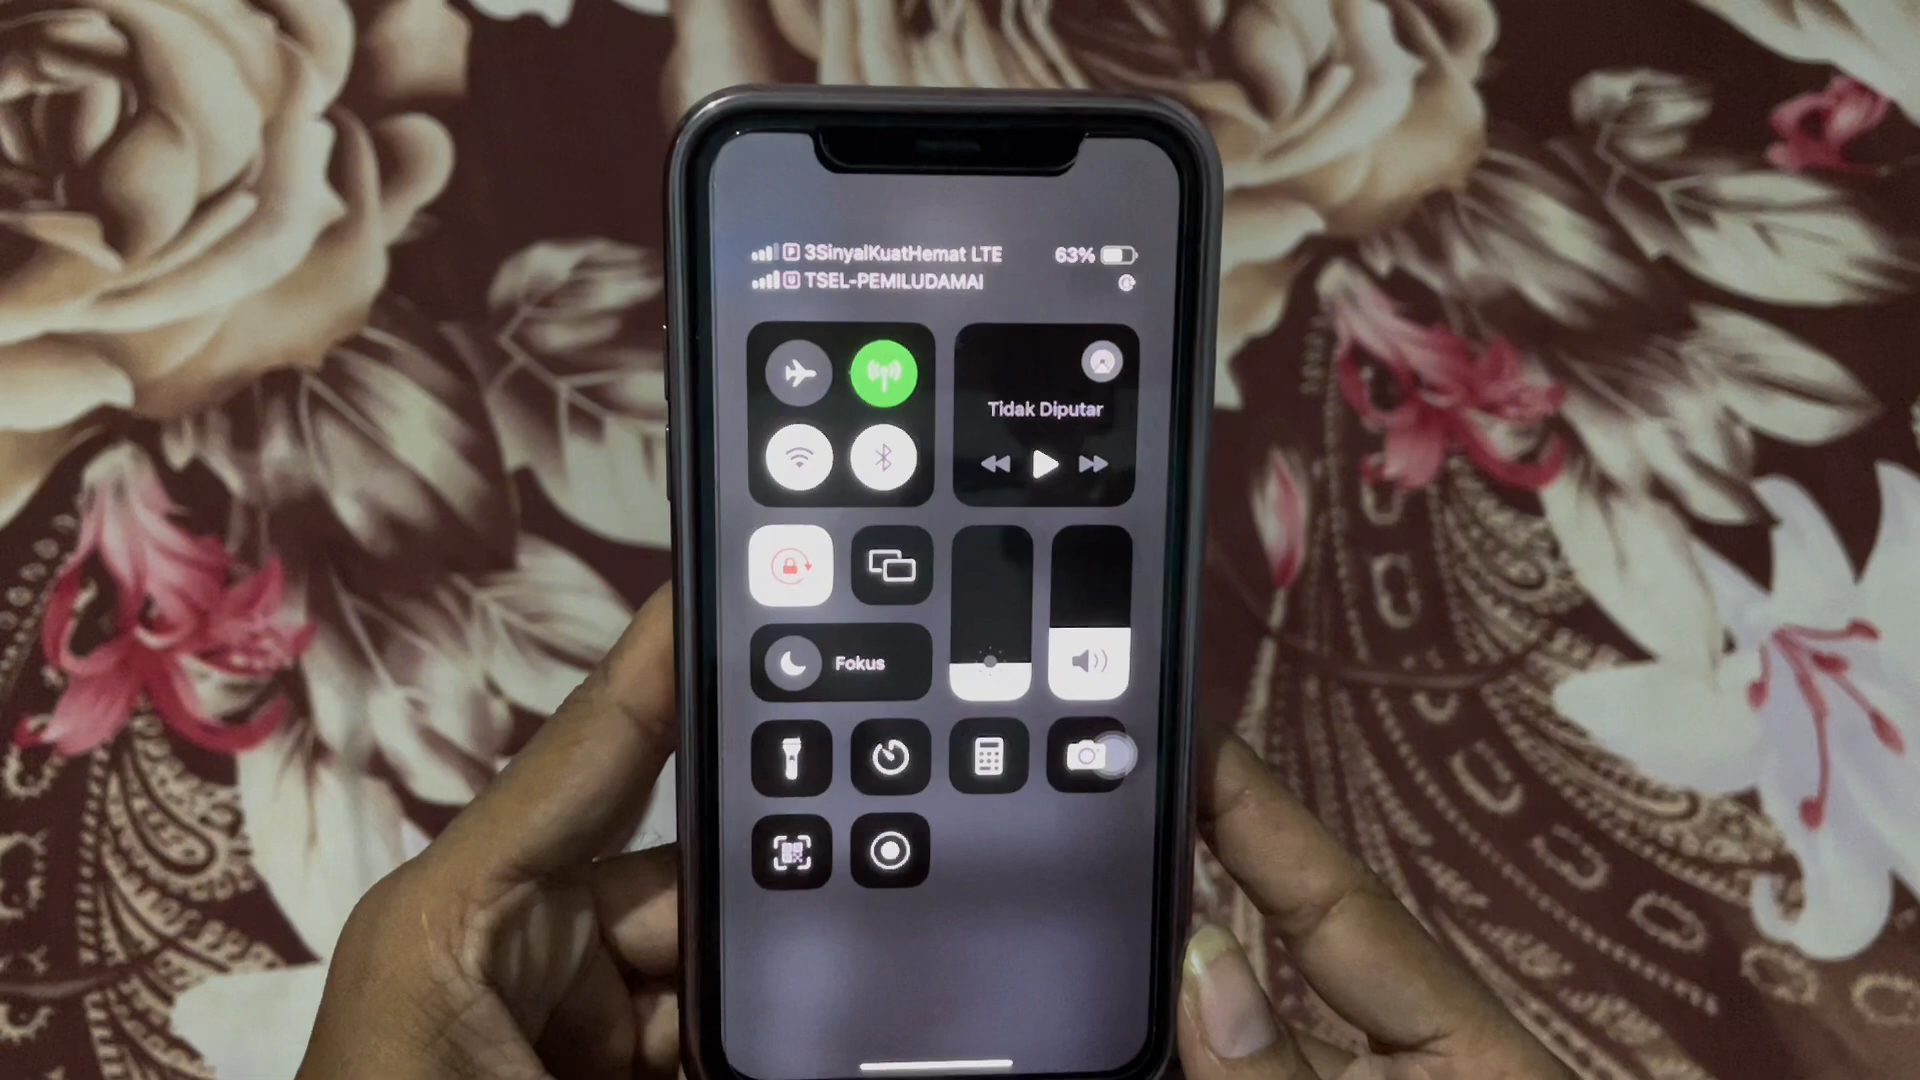 P 3SinyalKuatHemat LTE 63%
U TSEL-PEMILUDAMAI
Tidak Diputar
Fokus